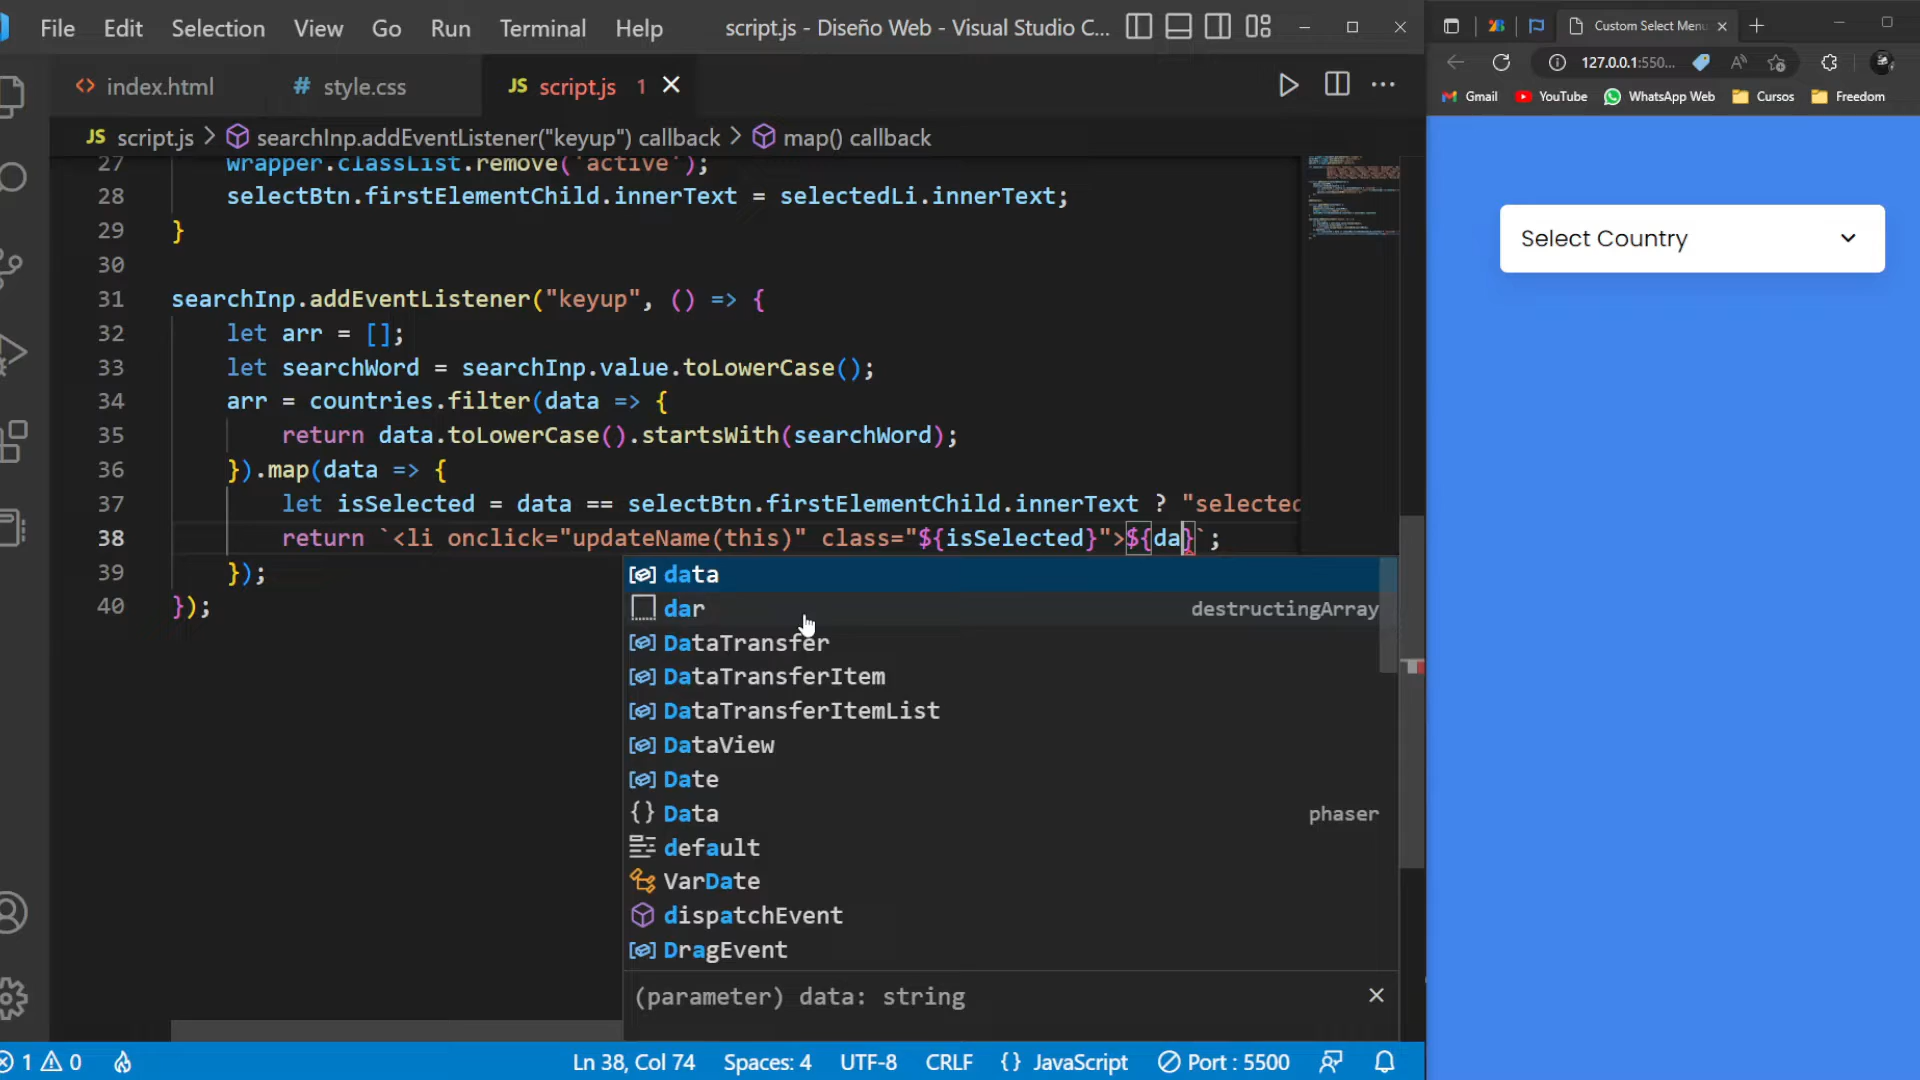 File Edit Selection View Go Run Terminal Help script.js - Diseño Web - Visual Studio C...
<> index.html # style.css JS script.js 1
JS script.js > searchInp.addEventListener("keyup") callback > map() callback
27 wrapper.classList.remove('active');
28 selectBtn.firstElementChild.innerText = selectedLi.innerText;
29 }
30
31 searchInp.addEventListener("keyup", () => {
32 let arr = [];
33 let searchWord = searchInp.value.toLowerCase();
34 arr = countries.filter(data => {
35 return data.toLowerCase().startsWith(searchWord);
36 }).map(data => {
37 let isSelected = data == selectBtn.firstElementChild.innerText ? "selected
38 return `<li onclick="updateName(this)" class="${isSelected}">${da}`;
39 });
40 });
data
dar destructingArray
DataTransfer
DataTransferItem
DataTransferItemList
DataView
Date
{} Data phaser
default
VarDate
dispatchEvent
DragEvent
(parameter) data: string
1 0 Ln 38, Col 74 Spaces: 4 UTF-8 CRLF {} JavaScript Port : 5500
Custom Select Menu
127.0.0.1:550...
Gmail YouTube WhatsApp Web Cursos Freedom
Select Country